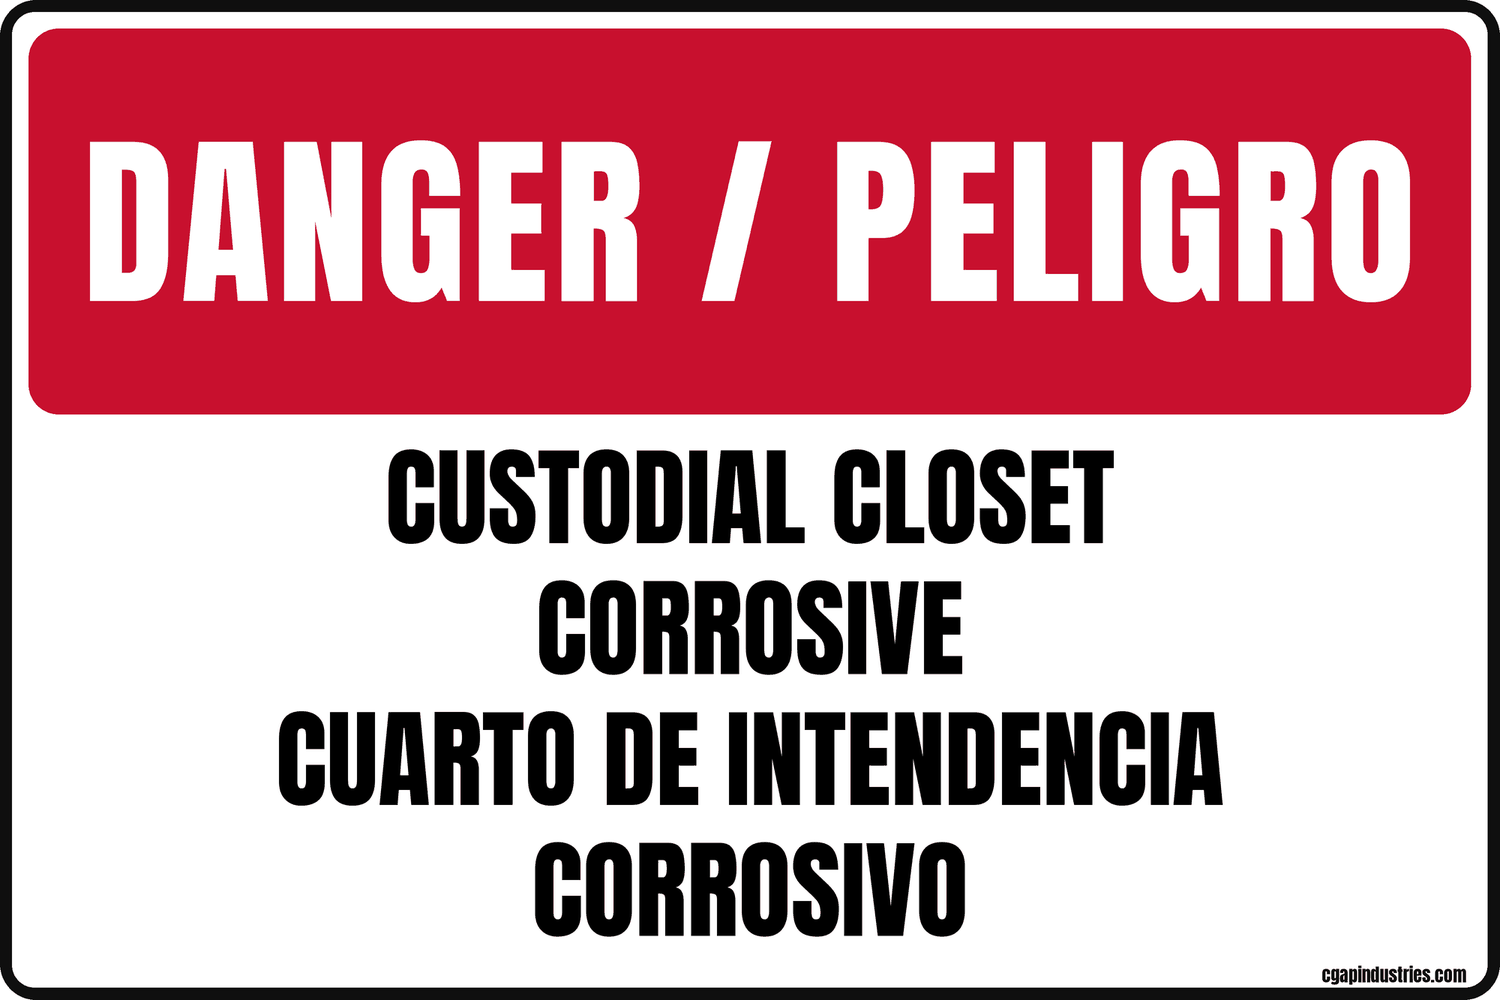 DANGER / PELIGRO
CUSTODIAL CLOSET
CORROSIVE
CUARTO DE INTENDENCIA
CORROSIVO
cgapindustries.com